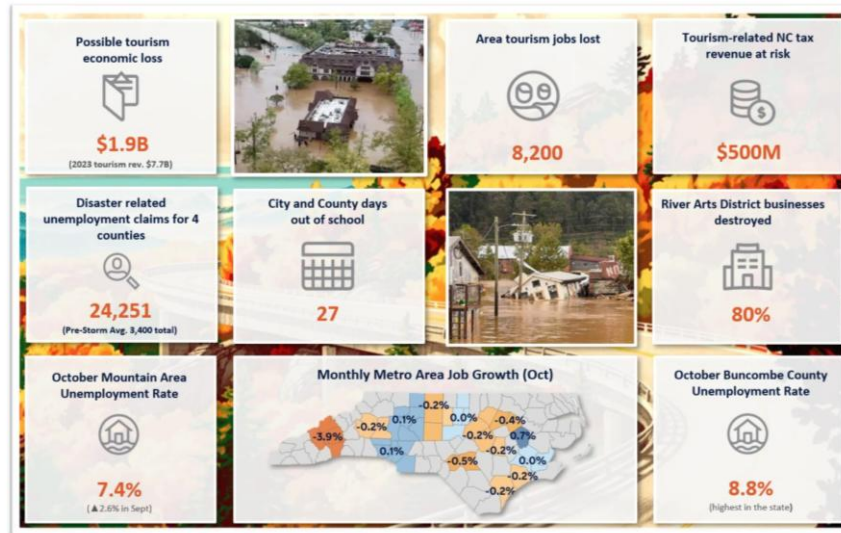 Possible tourism
economic loss
$1.9B
(2023 tourism rev. $7.7B)
Area tourism jobs lost
8,200
Tourism-related NC tax
revenue at risk
$500M
Disaster related
unemployment claims for 4
counties
24,251
(Pre-Storm Avg. 3,400 total)
City and County days
out of school
27
River Arts District businesses
destroyed
80%
October Mountain Area
Unemployment Rate
7.4%
(▲2.6% in Sept)
Monthly Metro Area Job Growth (Oct)
-0.2%
0.0%
-0.4%
0.1%
-0.2%
-3.9%
-0.2%
0.7%
-0.2%
0.1%
-0.5%
0.0%
-0.2%
-0.2%
October Buncombe County
Unemployment Rate
8.8%
(highest in the state)